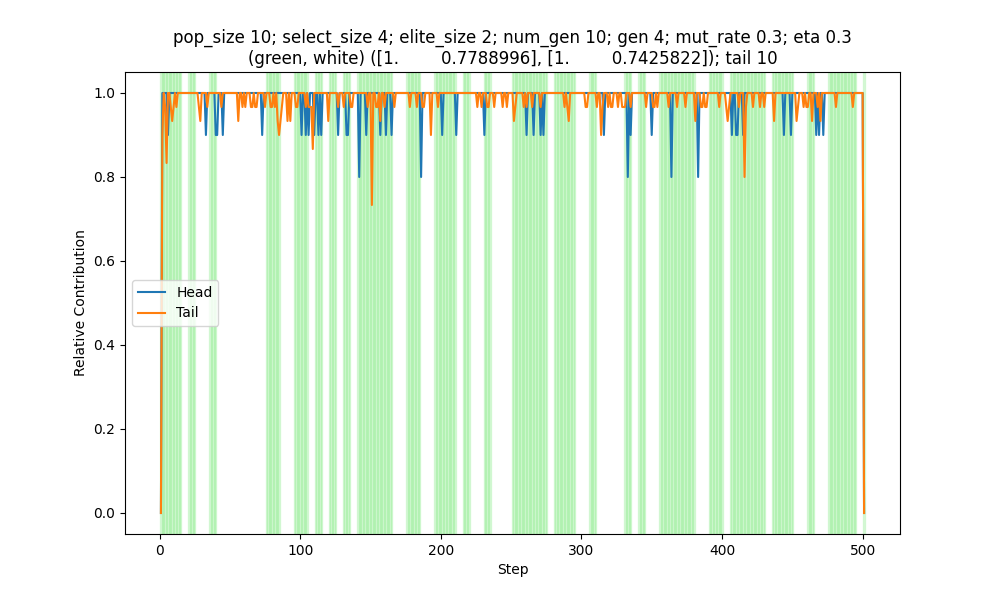 pop_size 10; select_size 4; elite_size 2; num_gen 10; gen 4; mut_rate 0.3; eta 0.3
(green, white) ([1. 0.7788996], [1. 0.7425822]); tail 10
1.0
0.8
0.6
0.4
0.2
0.0
Relative Contribution
Head
Tail
0 100 200 300 400 500
Step